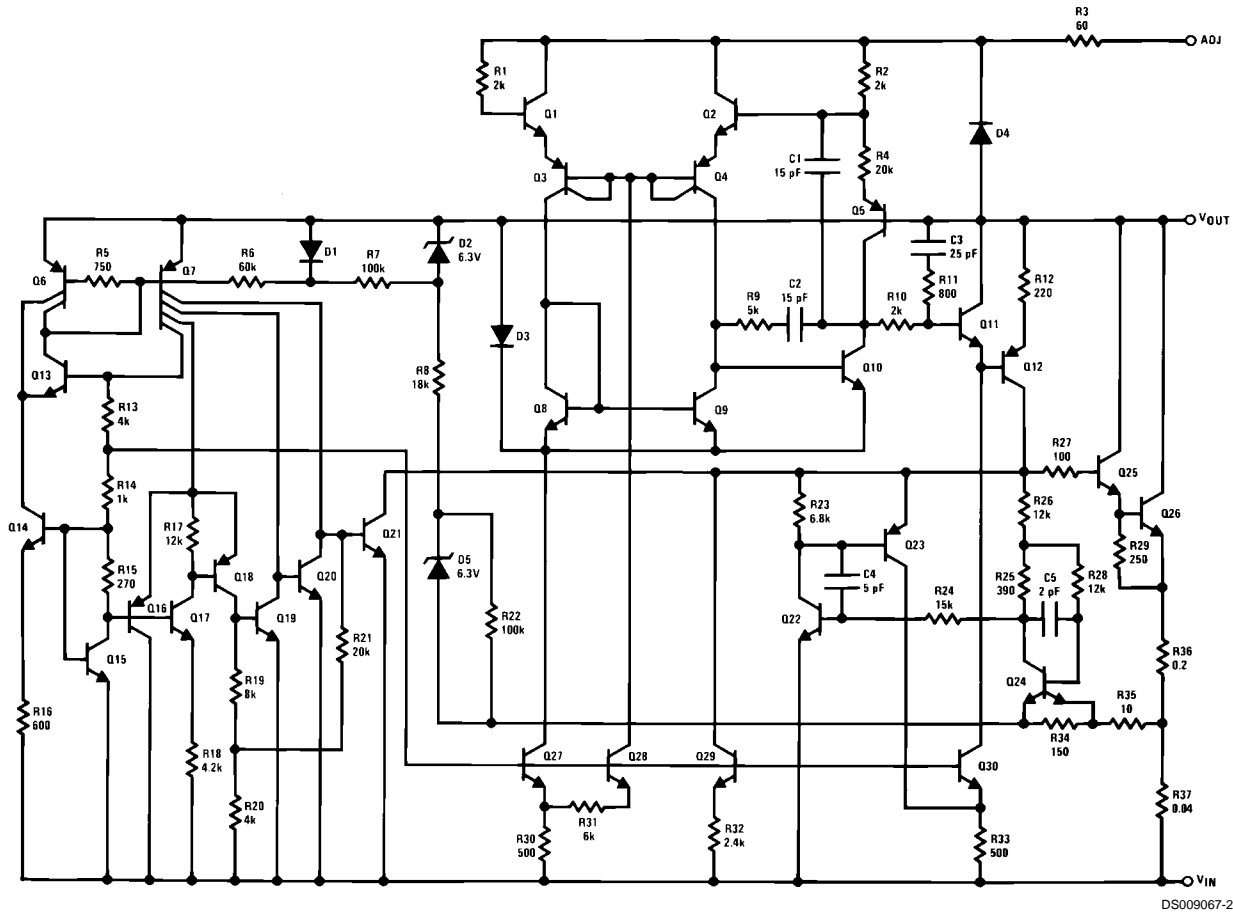 R3
60
ADJ
R1
2k
R2
2k
Q1
Q2
D4
C1
15 pF
R4
20k
Q3
Q4
Q5
VOUT
R5
750
Q6
Q7
R6
60k
D1
R7
100k
D2
6.3V
C3
25 pF
R12
220
R11
800
R9
5k
C2
15 pF
R10
2k
Q11
D3
Q12
Q13
R8
18k
Q10
R13
4k
Q8
Q9
R27
100
Q25
R14
1k
R23
6.8k
R26
12k
Q26
Q14
R17
12k
Q21
Q23
R29
250
R15
270
Q18
Q20
D5
6.3V
C4
5 pF
R25
390
C5
2 pF
R28
12k
Q16
Q17
Q19
R22
100k
Q22
R24
15k
Q15
R21
20k
R36
0.2
R19
8k
Q24
R35
10
R16
600
R34
150
R18
4.2k
Q27
Q28
Q29
Q30
R20
4k
R31
6k
R37
0.04
R30
500
R32
2.4k
R33
500
VIN
DS009067-2